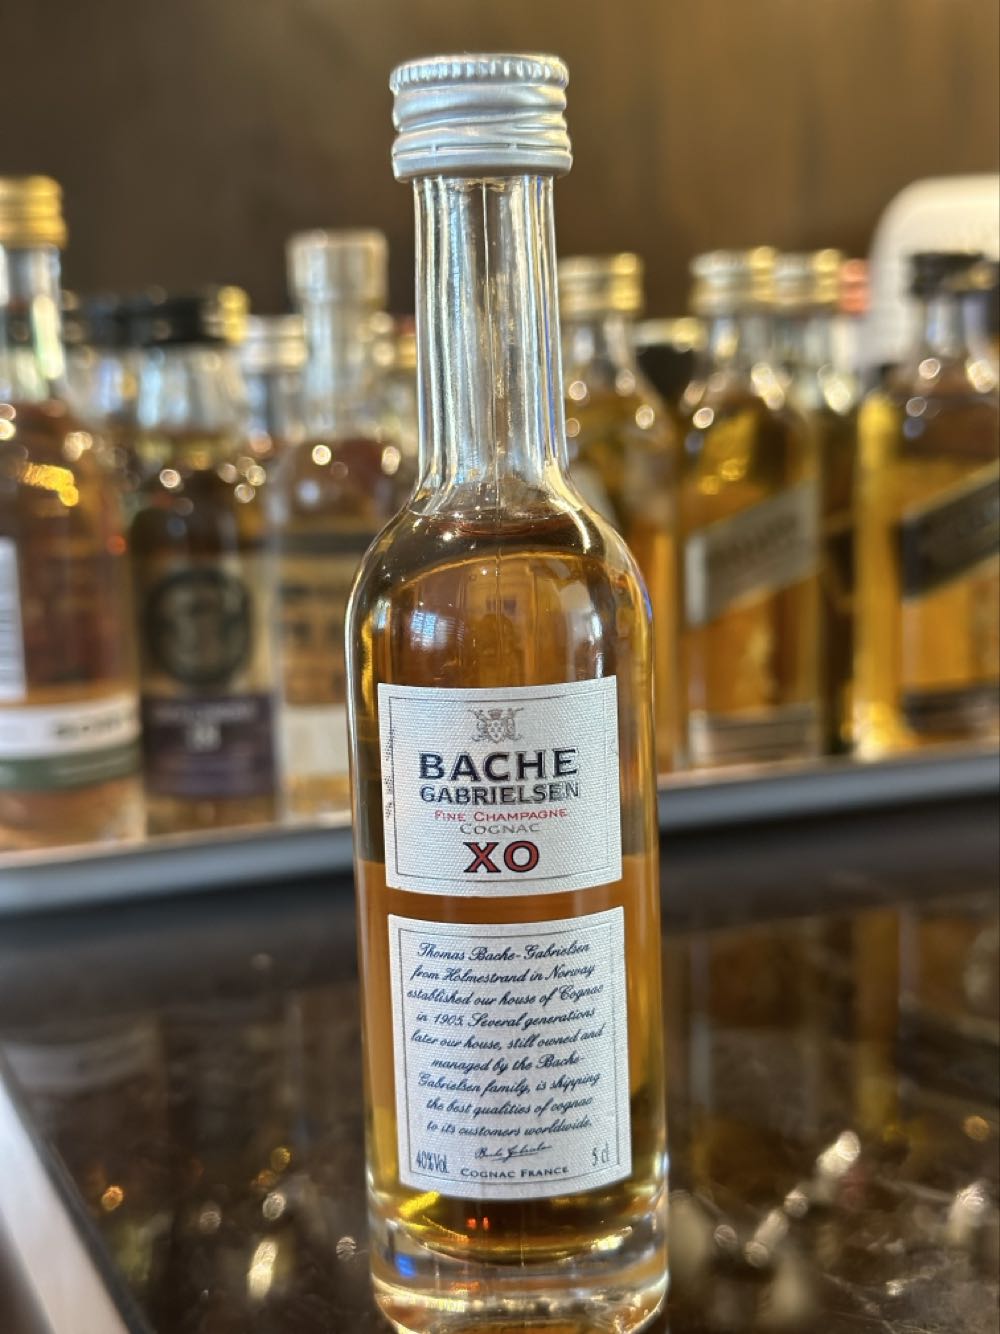 BACHE
GABRIELSEN
FINE CHAMPAGNE
COGNAC
XO
Thomas Bache-Gabrielsen
from Holmestrand in Norway
established our house of Cognac
in 1905. Several generations
later our house, still owned and
managed by the Bache-
Gabrielsen family, is shipping
the best qualities of cognac
to its customers worldwide.
40%Vol.
5 cl
COGNAC FRANCE